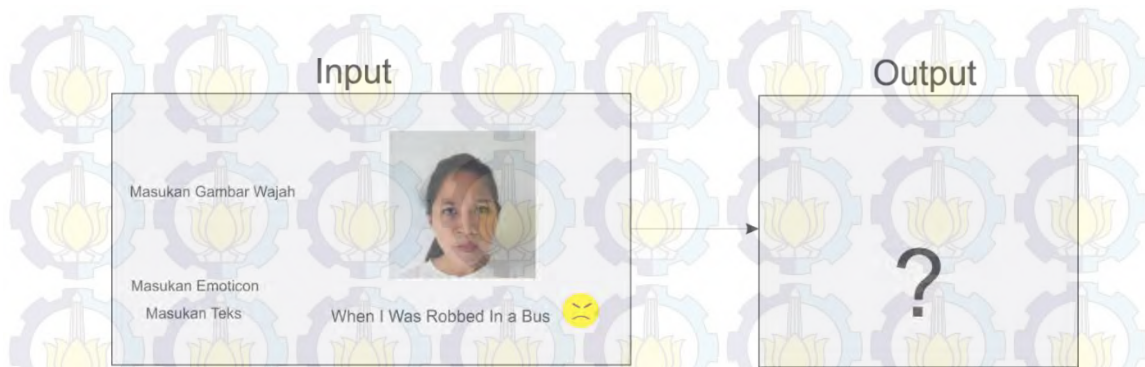 Input
Output
Masukan Gambar Wajah
Masukan Emoticon
Masukan Teks
When I Was Robbed In a Bus
?